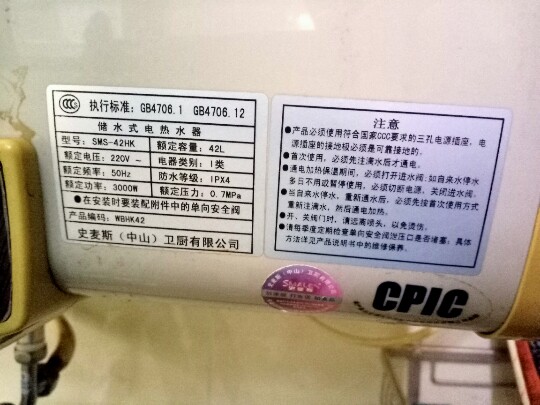 CCC 执行标准: GB4706.1 GB4706.12
储水式电热水器
型号: SMS-42HK 额定容量: 42L
额定电压: 220V~ 电器类别: I类
额定频率: 50Hz 防水等级: IPX4
额定功率: 3000W 额定压力: 0.7MPa
●在安装时要装配附件中的单向安全阀
产品编码: WBHK42
史麦斯(中山)卫厨有限公司
注意
●产品必须使用符合国家CCC要求的三孔电源插座,电
源插座的接地极必须是可靠接地的。
●首次使用,必须先注满水后才通电。
●通电加热保温期间,必须打开进水阀;如自来水停水
多日不用或暂停使用,必须切断电源、关闭进水阀。
●当自来水停水、重新通水后,必须先按首次使用方式
重新注满水,然后通电加热。
●开、关阀门时,请远离喷头,以免烫伤。
●请每季度定期检查单向安全阀泄压口是否堵塞,具体
方法详见产品说明书中的维修保养。
CPIC